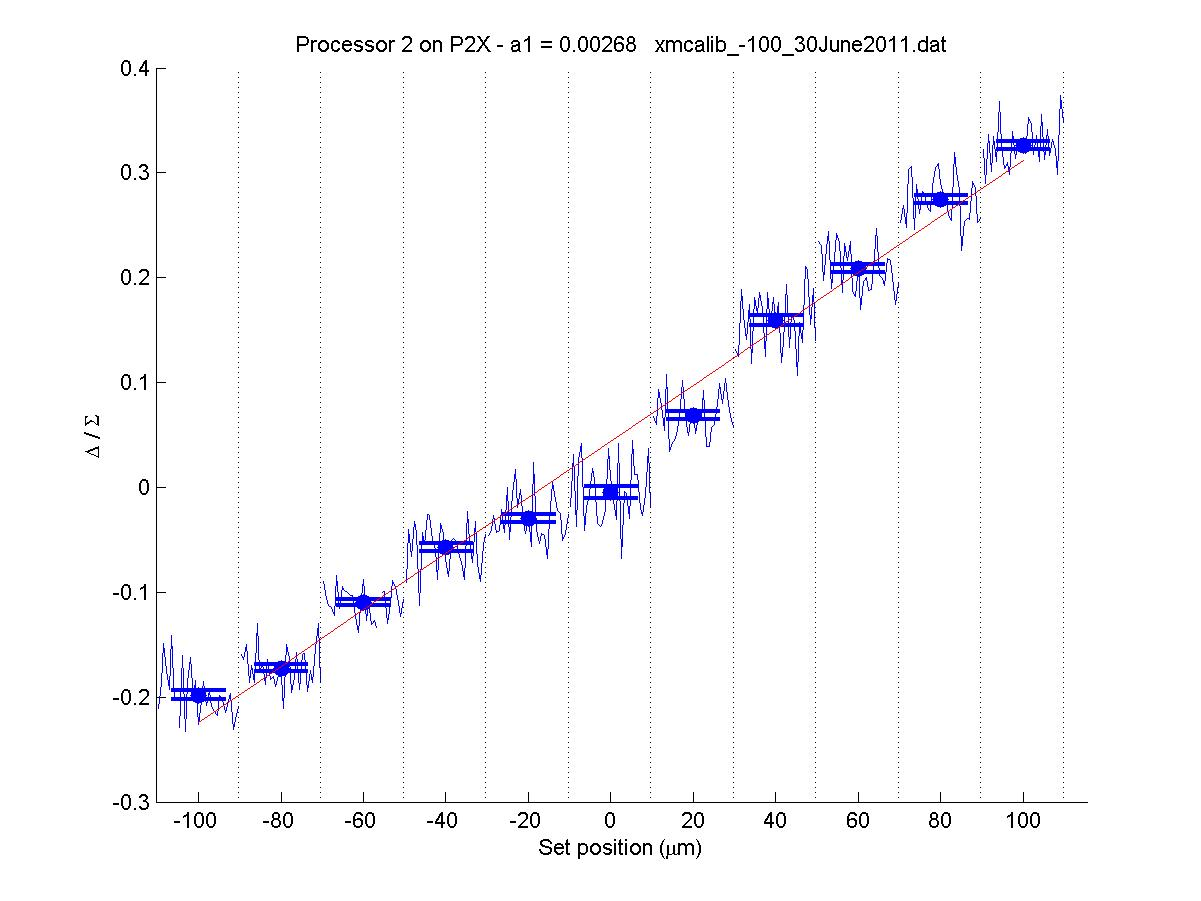 Processor 2 on P2X - a1 = 0.00268   xmcalib_-100_30June2011.dat
0.4
0.3
0.2
0.1
0
-0.1
-0.2
-0.3
Δ / Σ
-100 -80 -60 -40 -20 0 20 40 60 80 100
Set position (μm)